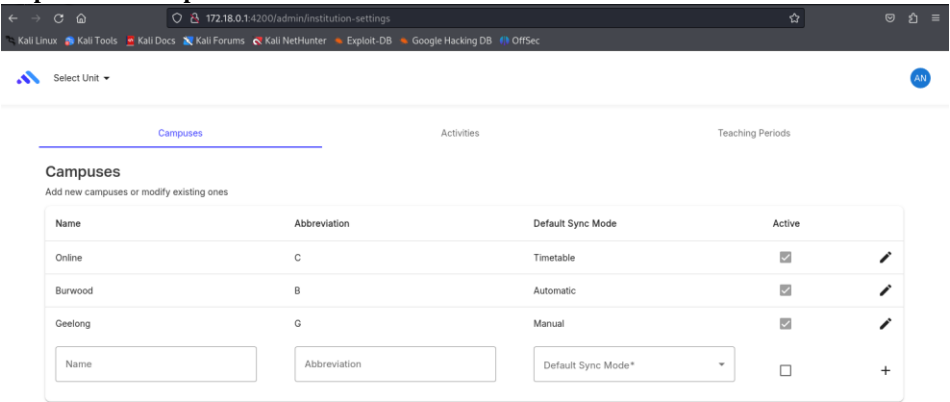 172.18.0.1:4200/admin/institution-settings
Kali Linux Kali Tools Kali Docs Kali Forums Kali NetHunter Exploit-DB Google Hacking DB OffSec
Select Unit AN
Campuses Activities Teaching Periods
Campuses
Add new campuses or modify existing ones
Name Abbreviation Default Sync Mode Active
Online C Timetable
Burwood B Automatic
Geelong G Manual
Name Abbreviation Default Sync Mode*